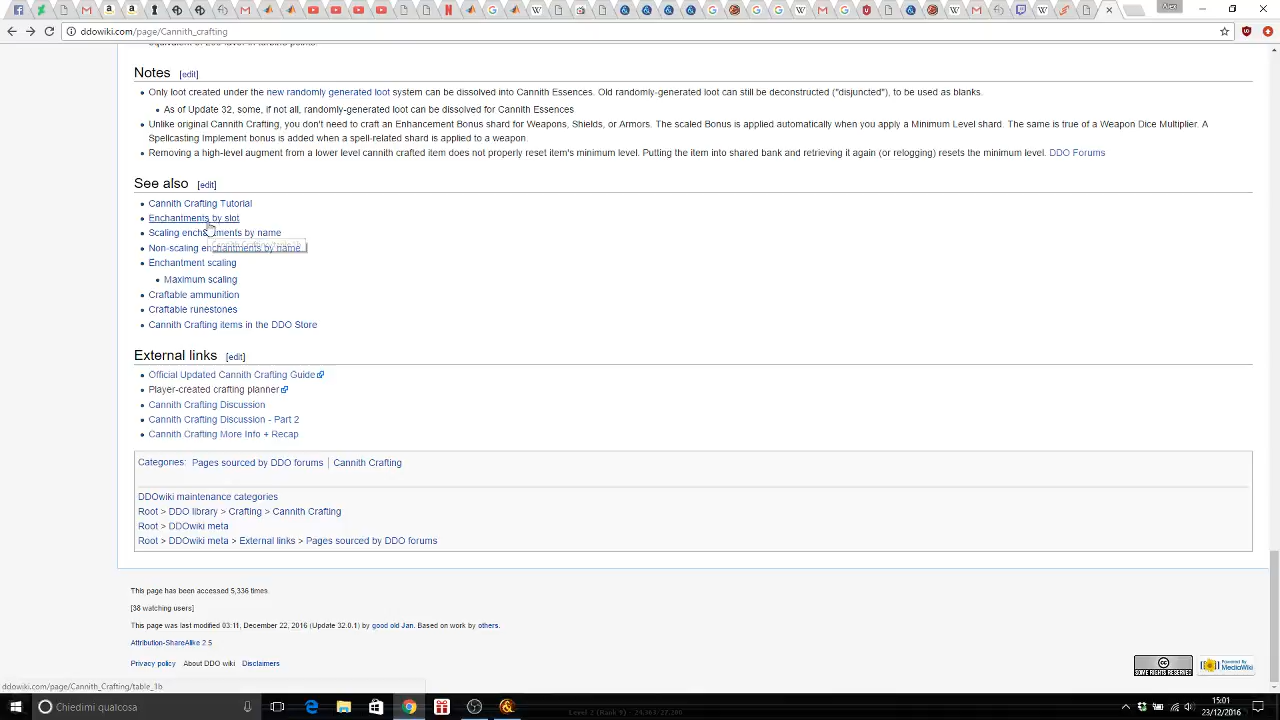 ddowiki.com/page/Cannith_crafting
Notes [edit]
Only loot created under the new randomly generated loot system can be dissolved into Cannith Essences. Old randomly-generated loot can still be deconstructed ("disjuncted"), to be used as blanks.
As of Update 32, some, if not all, randomly-generated loot can be dissolved for Cannith Essences
Unlike original Cannith Crafting, you don't need to craft an Enhancement Bonus shard for Weapons, Shields, or Armors. The scaled Bonus is applied automatically when you apply a Minimum Level shard. The same is true of a Weapon Dice Multiplier. A
Spellcasting Implement bonus is added when a spell-related shard is applied to a weapon.
Removing a high-level augment from a lower level cannith crafted item does not properly reset item's minimum level. Putting the item into shared bank and retrieving it again (or relogging) resets the minimum level. DDO Forums
See also [edit]
Cannith Crafting Tutorial
Enchantments by slot
Scaling enchantments by name
Non-scaling enchantments by name
Enchantment scaling
Maximum scaling
Craftable ammunition
Craftable runestones
Cannith Crafting items in the DDO Store
External links [edit]
Official Updated Cannith Crafting Guide
Player-created crafting planner
Cannith Crafting Discussion
Cannith Crafting Discussion - Part 2
Cannith Crafting More Info + Recap
Categories: Pages sourced by DDO forums | Cannith Crafting
DDOwiki maintenance categories
Root > DDO library > Crafting > Cannith Crafting
Root > DDOwiki meta
Root > DDOwiki meta > External links > Pages sourced by DDO forums
This page has been accessed 5,336 times.
[38 watching users]
This page was last modified 03:11, December 22, 2016 (Update 32.0.1) by good old Jan. Based on work by others.
Attribution-ShareAlike 2.5
Privacy policy About DDO wiki Disclaimers
SOME RIGHTS RESERVED
Powered By
MediaWiki
ddowiki.com/page/Cannith_Crafting/table_lib
Chiedimi qualcosa
15:01
23/12/2016